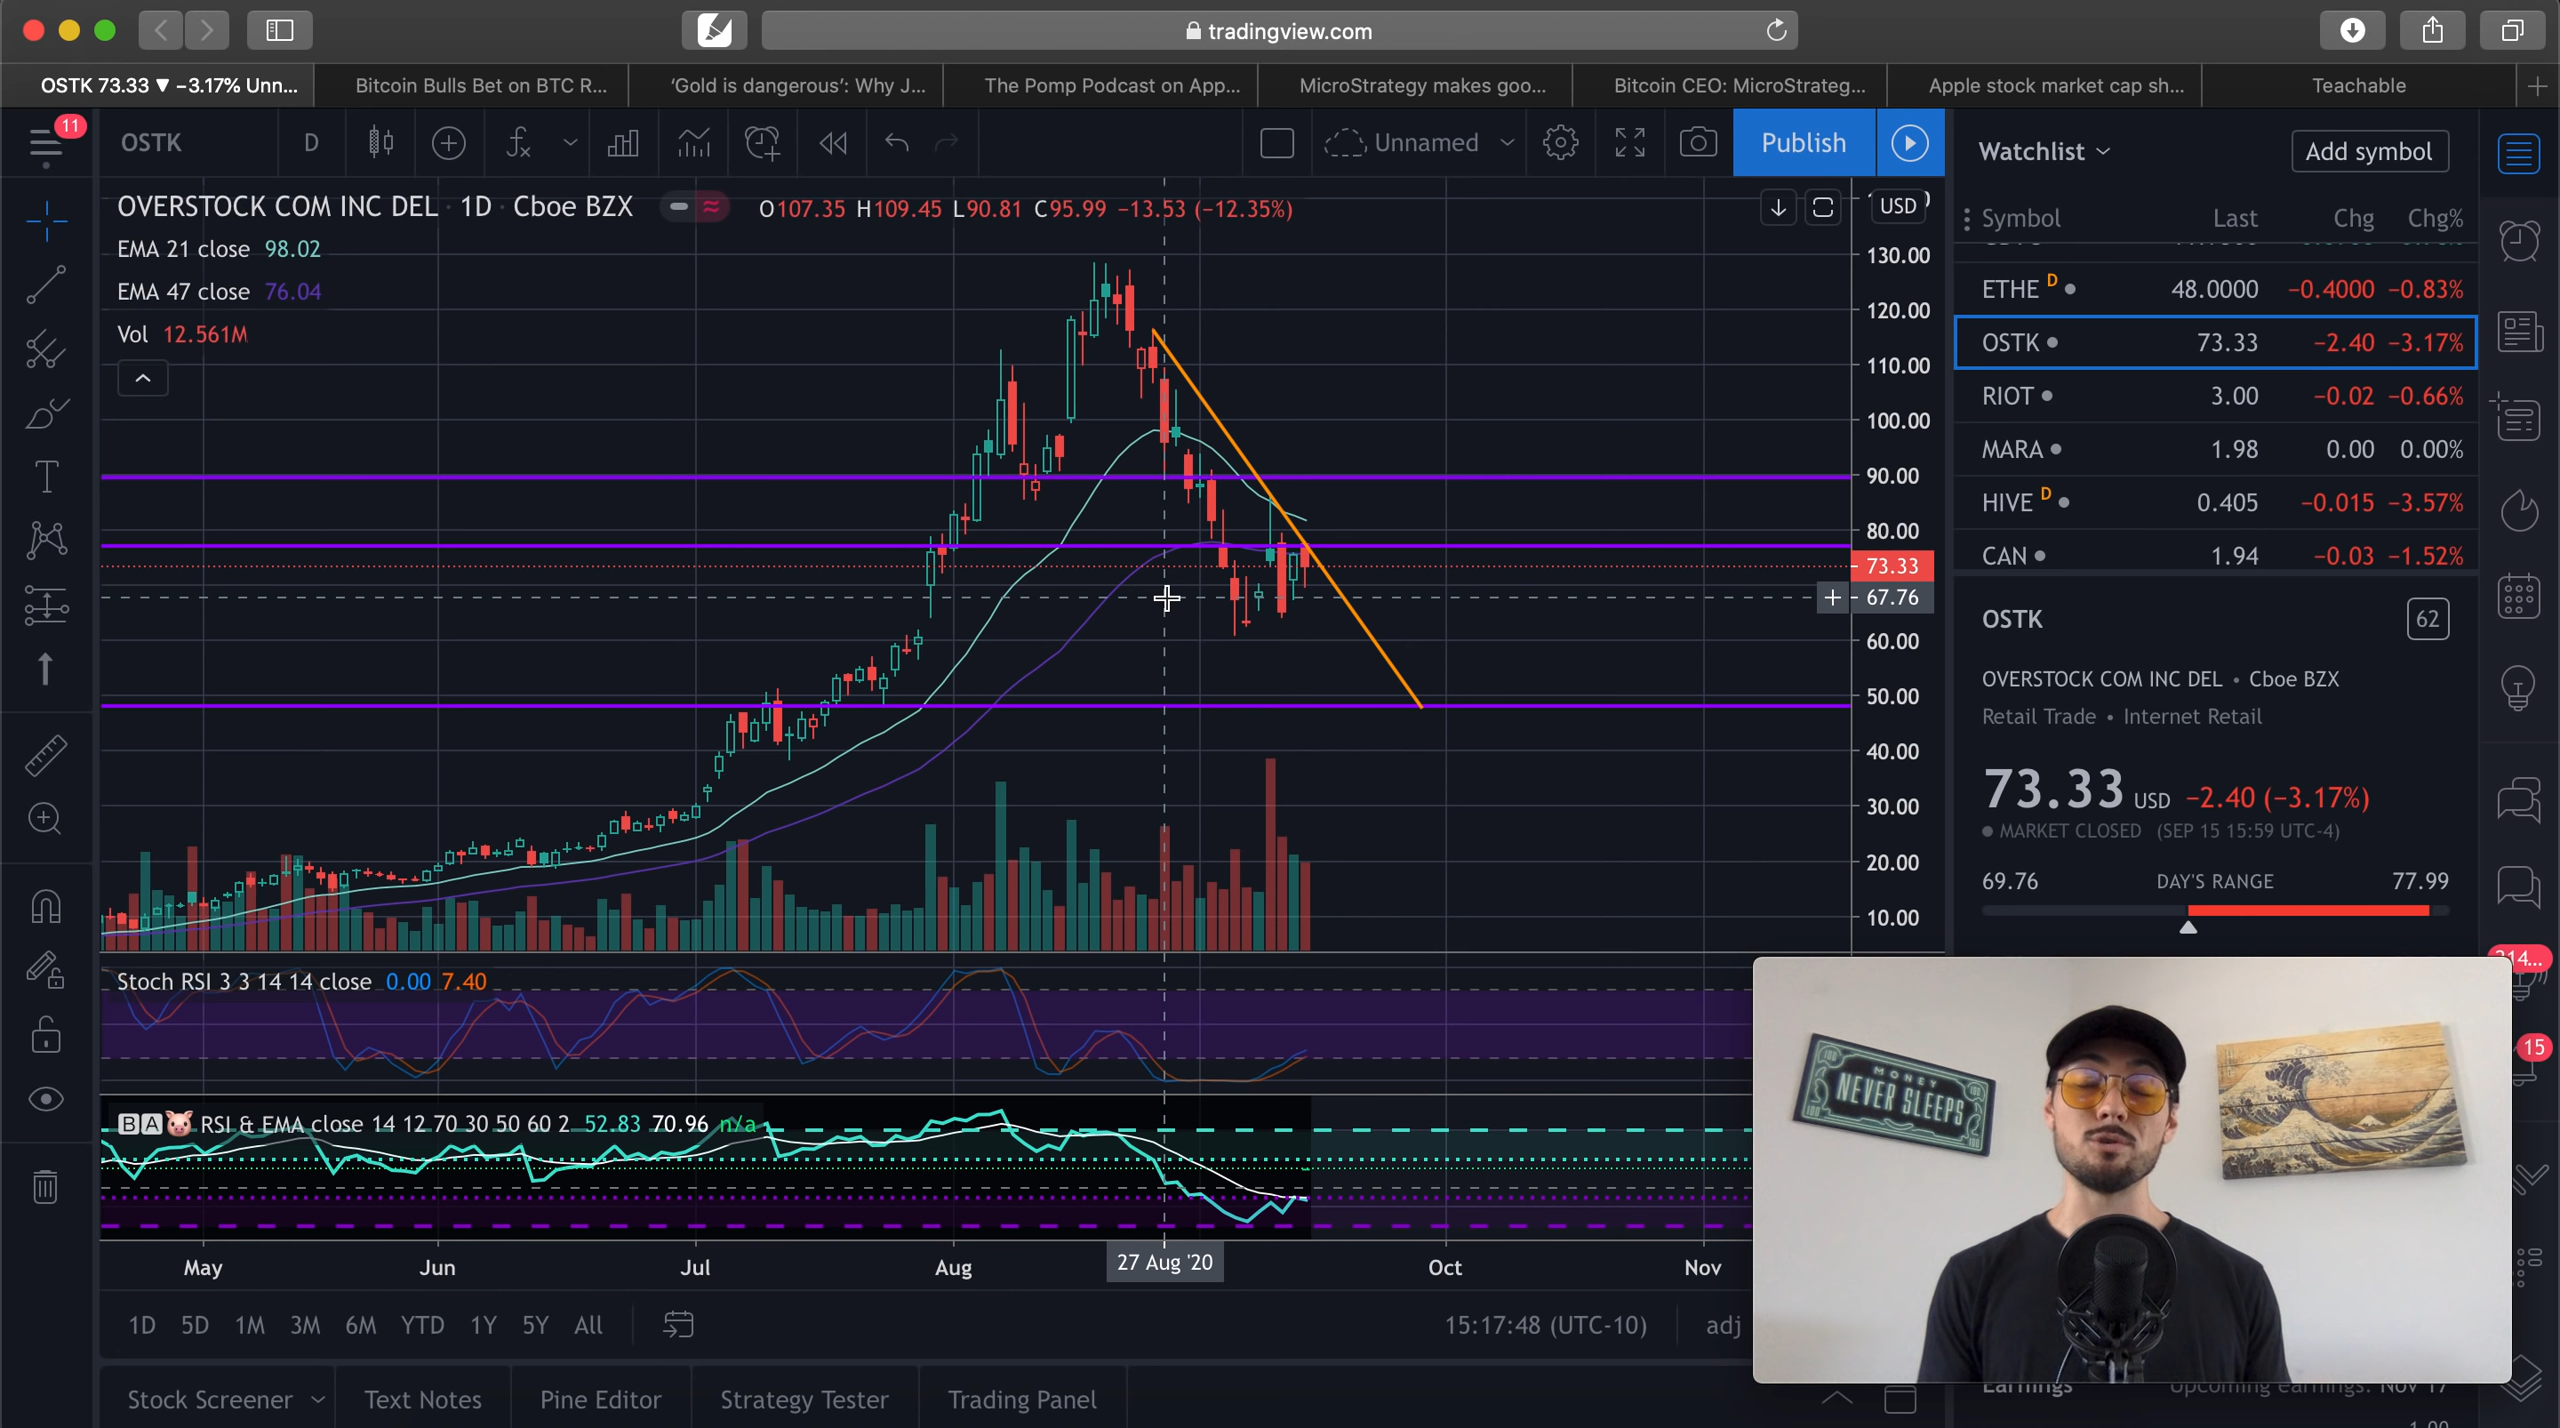 tradingview.com
OSTK 73.33 ▼ −3.17% Unn...
Bitcoin Bulls Bet on BTC R...
‘Gold is dangerous’: Why J...
The Pomp Podcast on App...
MicroStrategy makes goo...
Bitcoin CEO: MicroStrateg...
Apple stock market cap sh...
Teachable
11
OSTK
D
Unnamed
Publish
OVERSTOCK COM INC DEL · 1D · Cboe BZX
O107.35 H109.45 L90.81 C95.99 −13.53 (−12.35%)
EMA 21 close 98.02
EMA 47 close 76.04
Vol 12.561M
USD
130.00
120.00
110.00
100.00
90.00
80.00
73.33
67.76
60.00
50.00
40.00
30.00
20.00
10.00
Stoch RSI 3 3 14 14 close 0.00 7.40
BA🐷 RSI & EMA close 14 12 70 30 50 60 2 52.83 70.96 n/a
May
Jun
Jul
Aug
27 Aug '20
Oct
Nov
1D 5D 1M 3M 6M YTD 1Y 5Y All
15:17:48 (UTC-10)
adj
Stock Screener
Text Notes
Pine Editor
Strategy Tester
Trading Panel
Watchlist
Add symbol
Symbol Last Chg Chg%
ETHE D 48.0000 −0.4000 −0.83%
OSTK 73.33 −2.40 −3.17%
RIOT 3.00 −0.02 −0.66%
MARA 1.98 0.00 0.00%
HIVE D 0.405 −0.015 −3.57%
CAN 1.94 −0.03 −1.52%
OSTK
62
OVERSTOCK COM INC DEL • Cboe BZX
Retail Trade • Internet Retail
73.33 USD −2.40 (−3.17%)
MARKET CLOSED (SEP 15 15:59 UTC-4)
69.76 DAY'S RANGE 77.99
15
100
100
MONEY
NEVER SLEEPS
100
100
Earnings
Upcoming earnings: Nov 17